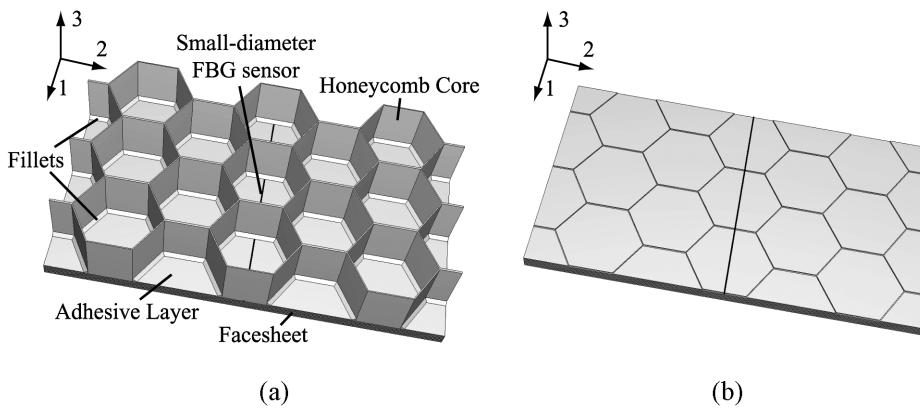 (a)
3
2
1
Small-diameter
FBG sensor
Honeycomb Core
Fillets
Adhesive Layer
Facesheet
(b)
3
2
1
(a)
(b)